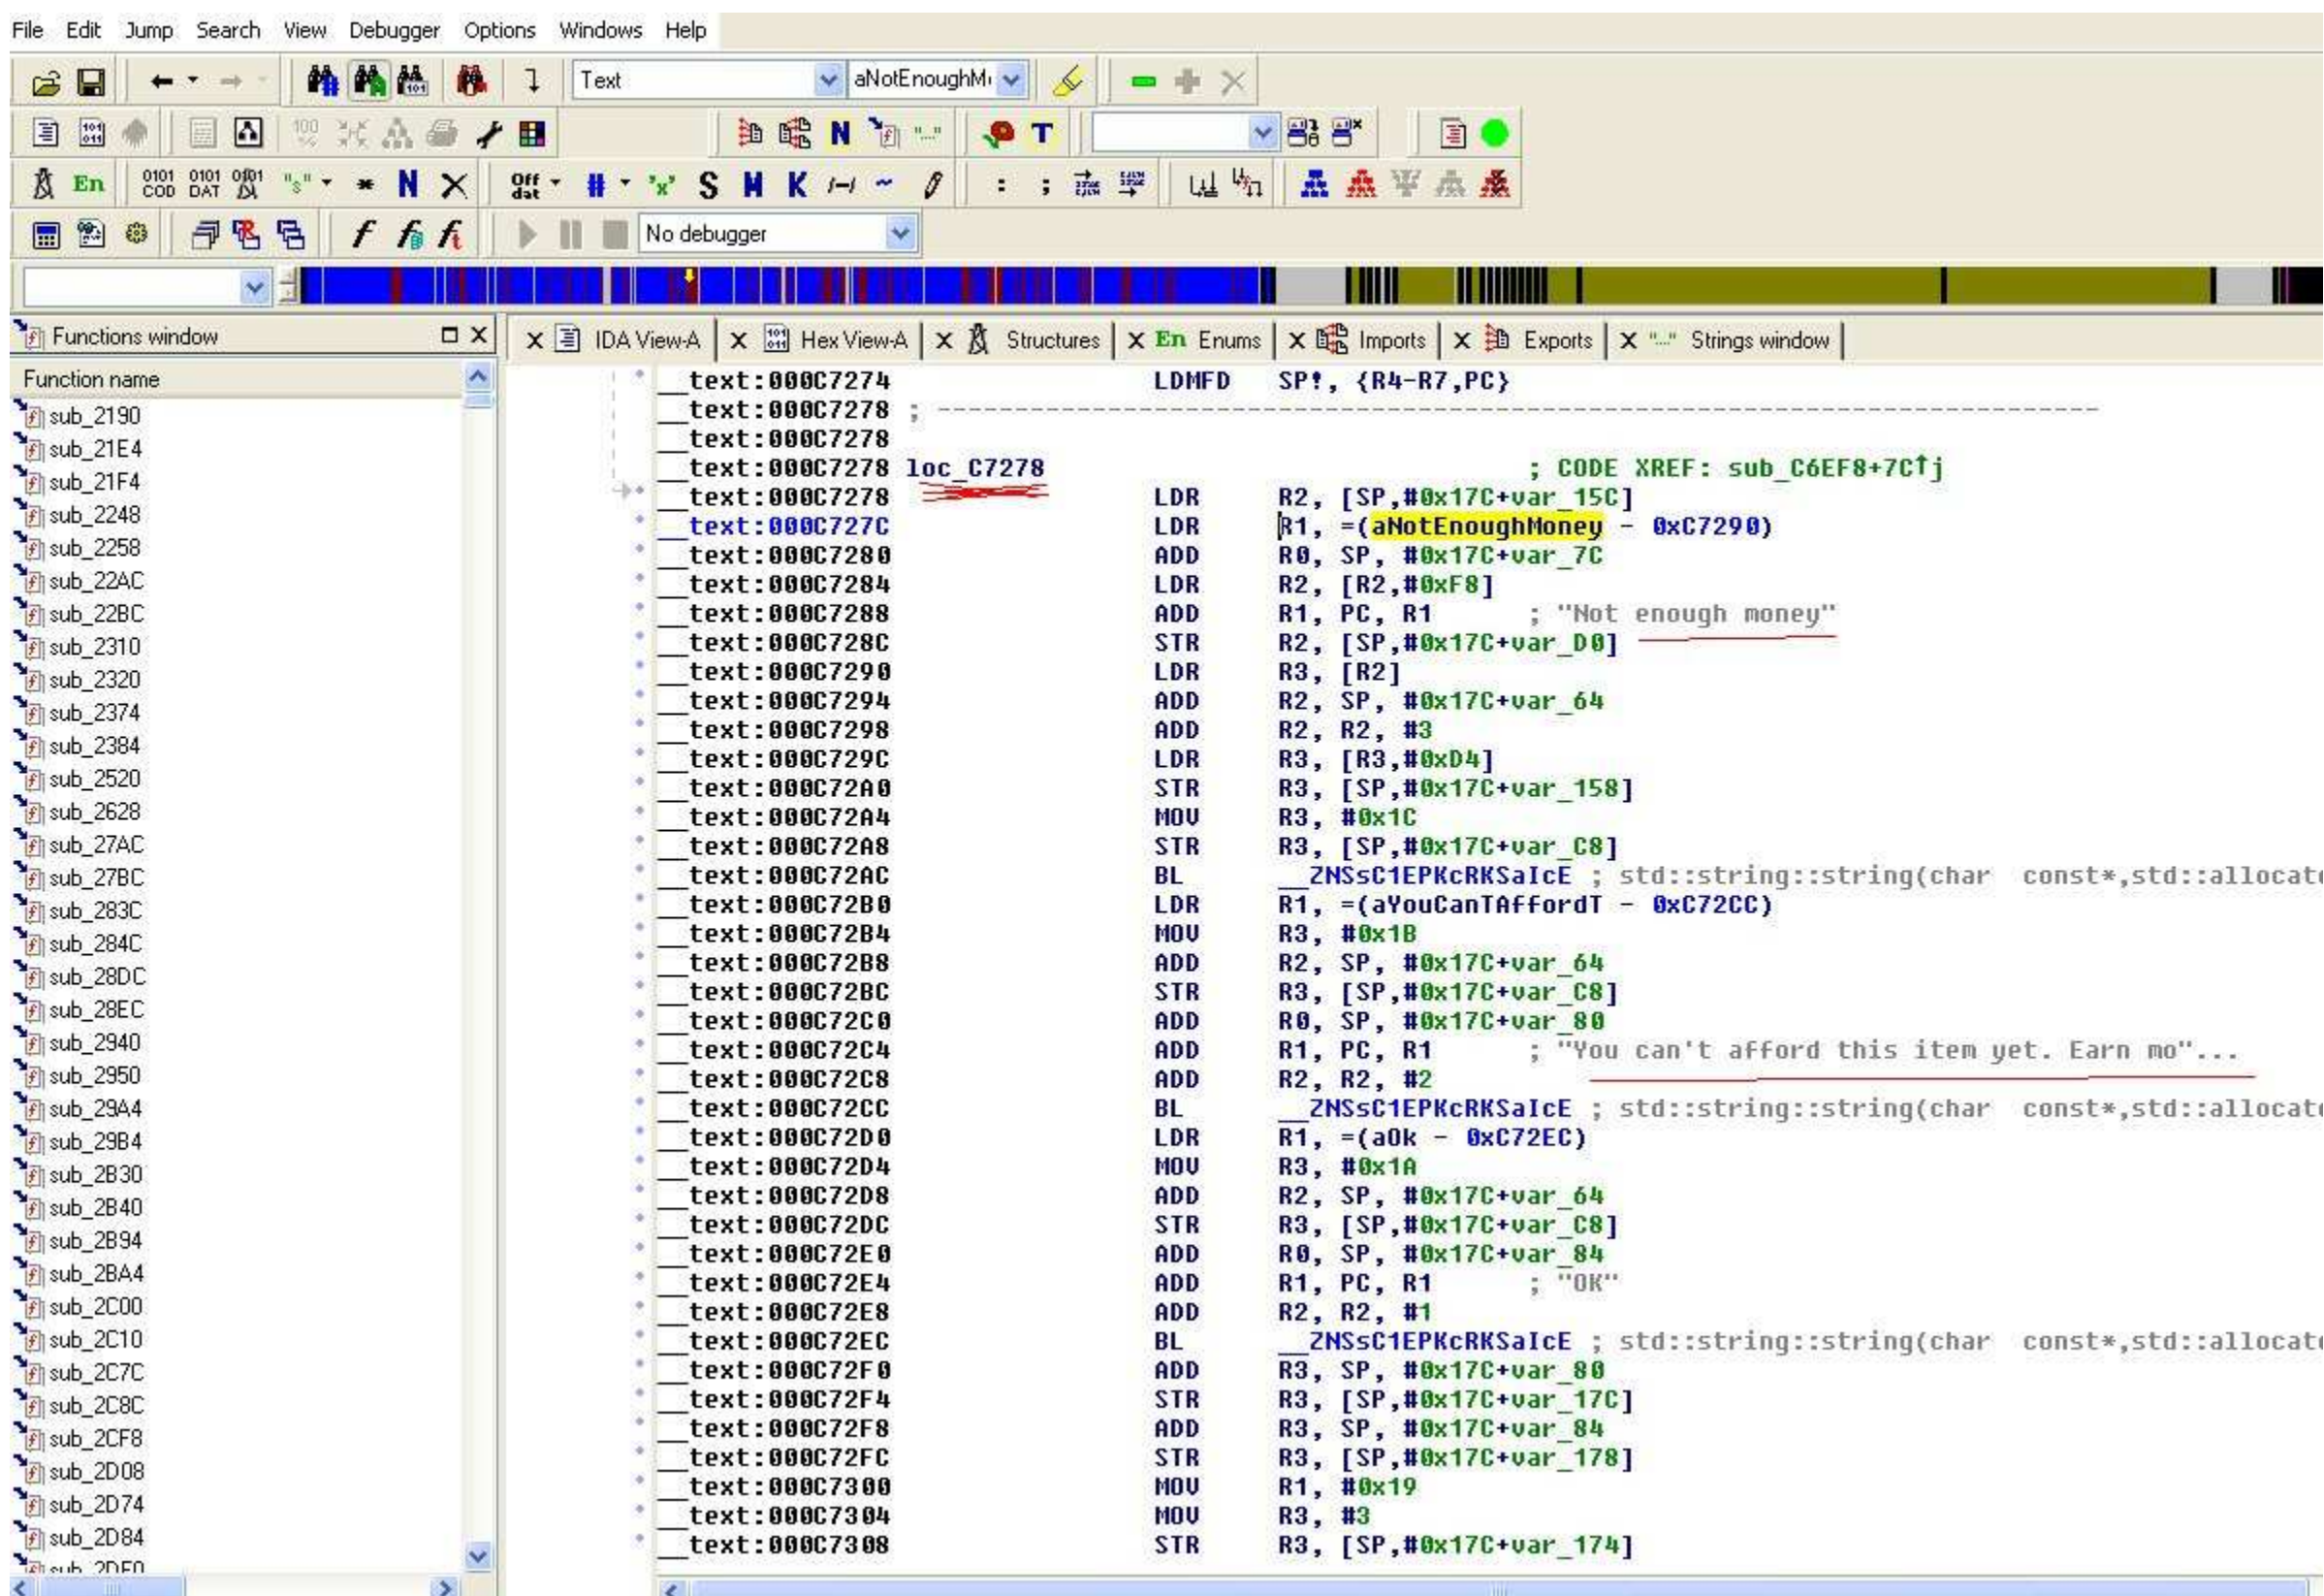 File Edit Jump Search View Debugger Options Windows Help
Text aNotEnoughM
100 % N "..." T
En 0101 COD 0101 DAT 0101 "s" * N Off dat # 'x' S M K ~ : ;
f No debugger
Functions window
IDA View-A Hex View-A Structures En Enums Imports Exports "..." Strings window
Function name
sub_2190
sub_21E4
sub_21F4
sub_2248
sub_2258
sub_22AC
sub_22BC
sub_2310
sub_2320
sub_2374
sub_2384
sub_2520
sub_2628
sub_27AC
sub_27BC
sub_283C
sub_284C
sub_28DC
sub_28EC
sub_2940
sub_2950
sub_29A4
sub_29B4
sub_2B30
sub_2B40
sub_2B94
sub_2BA4
sub_2C00
sub_2C10
sub_2C7C
sub_2C8C
sub_2CF8
sub_2D08
sub_2D74
sub_2D84
__text:000C7274 LDMFD SP!, {R4-R7,PC}
__text:000C7278 ; ---------------------------------------------------------------------------
__text:000C7278
__text:000C7278 loc_C7278 ; CODE XREF: sub_C6EF8+7C↑j
__text:000C7278 LDR R2, [SP,#0x17C+var_15C]
__text:000C727C LDR R1, =(aNotEnoughMoney - 0xC7290)
__text:000C7280 ADD R0, SP, #0x17C+var_7C
__text:000C7284 LDR R2, [R2,#0xF8]
__text:000C7288 ADD R1, PC, R1 ; "Not enough money"
__text:000C728C STR R2, [SP,#0x17C+var_D0]
__text:000C7290 LDR R3, [R2]
__text:000C7294 ADD R2, SP, #0x17C+var_64
__text:000C7298 ADD R2, R2, #3
__text:000C729C LDR R3, [R3,#0xD4]
__text:000C72A0 STR R3, [SP,#0x17C+var_158]
__text:000C72A4 MOV R3, #0x1C
__text:000C72A8 STR R3, [SP,#0x17C+var_C8]
__text:000C72AC BL __ZNSsC1EPKcRKSaIcE ; std::string::string(char const*,std::allocat
__text:000C72B0 LDR R1, =(aYouCanTAffordT - 0xC72CC)
__text:000C72B4 MOV R3, #0x1B
__text:000C72B8 ADD R2, SP, #0x17C+var_64
__text:000C72BC STR R3, [SP,#0x17C+var_C8]
__text:000C72C0 ADD R0, SP, #0x17C+var_80
__text:000C72C4 ADD R1, PC, R1 ; "You can't afford this item yet. Earn mo"...
__text:000C72C8 ADD R2, R2, #2
__text:000C72CC BL __ZNSsC1EPKcRKSaIcE ; std::string::string(char const*,std::allocat
__text:000C72D0 LDR R1, =(aOk - 0xC72EC)
__text:000C72D4 MOV R3, #0x1A
__text:000C72D8 ADD R2, SP, #0x17C+var_64
__text:000C72DC STR R3, [SP,#0x17C+var_C8]
__text:000C72E0 ADD R0, SP, #0x17C+var_84
__text:000C72E4 ADD R1, PC, R1 ; "OK"
__text:000C72E8 ADD R2, R2, #1
__text:000C72EC BL __ZNSsC1EPKcRKSaIcE ; std::string::string(char const*,std::allocat
__text:000C72F0 ADD R3, SP, #0x17C+var_80
__text:000C72F4 STR R3, [SP,#0x17C+var_17C]
__text:000C72F8 ADD R3, SP, #0x17C+var_84
__text:000C72FC STR R3, [SP,#0x17C+var_178]
__text:000C7300 MOV R1, #0x19
__text:000C7304 MOV R3, #3
__text:000C7308 STR R3, [SP,#0x17C+var_174]